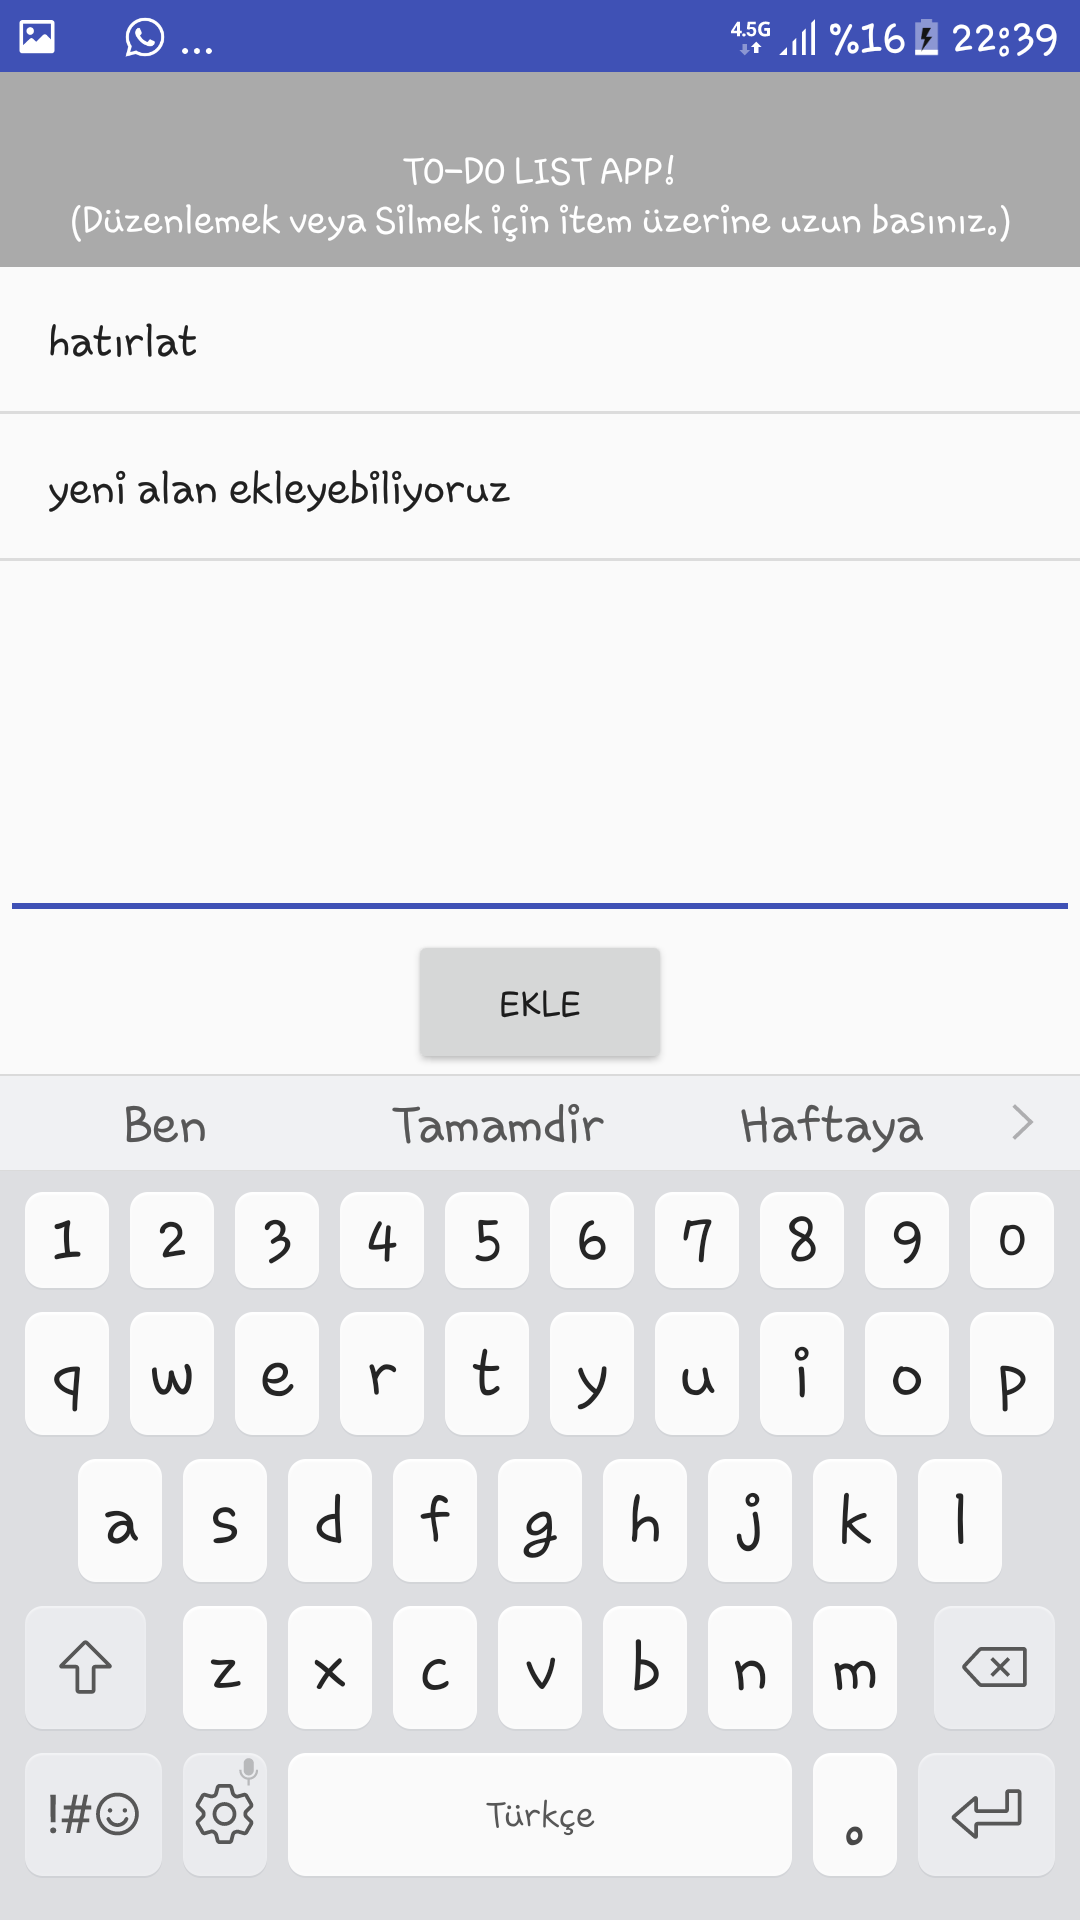 ... 4.5G %16 22:39
TO-DO LIST APP!
(Düzenlemek veya Silmek için item üzerine uzun basınız.)
hatırlat
yeni alan ekleyebiliyoruz
EKLE
Ben Tamamdir Haftaya
1 2 3 4 5 6 7 8 9 0
q w e r t y u i o p
a s d f g h j k l
z x c v b n m
!#☺ Türkçe .